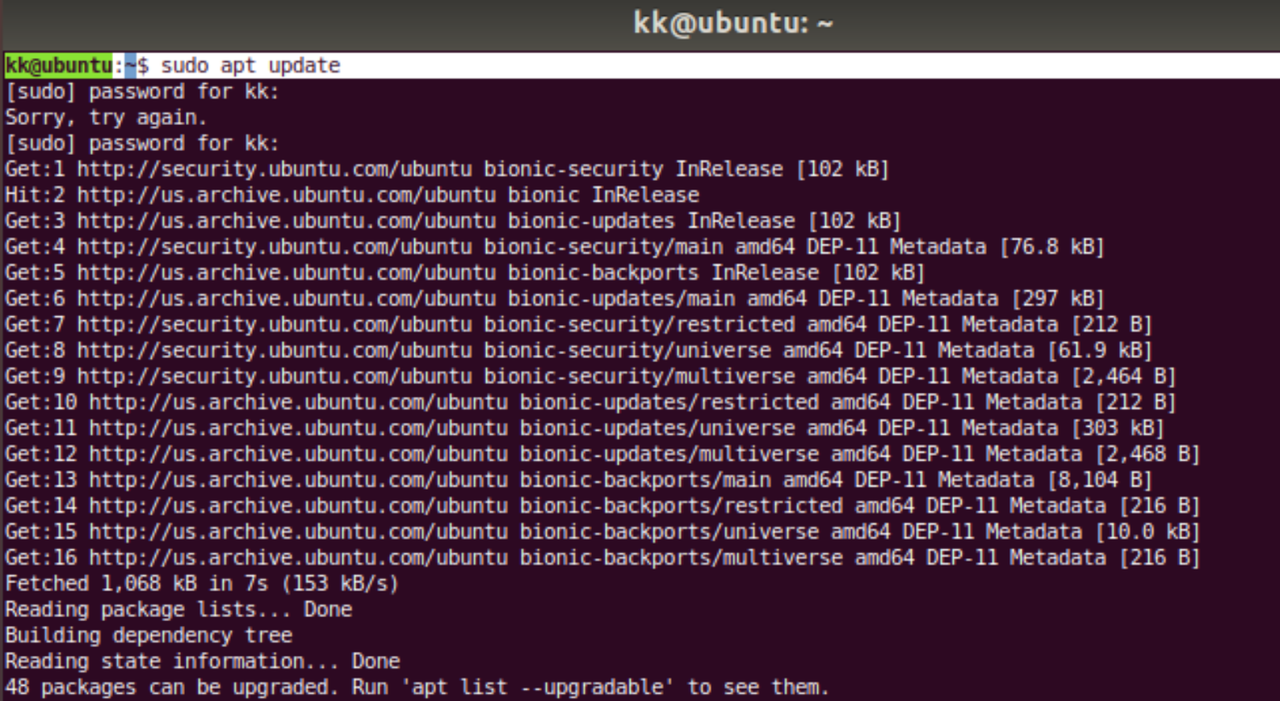 kk@ubuntu: ~
kk@ubuntu:~$ sudo apt update
[sudo] password for kk:
Sorry, try again.
[sudo] password for kk:
Get:1 http://security.ubuntu.com/ubuntu bionic-security InRelease [102 kB]
Hit:2 http://us.archive.ubuntu.com/ubuntu bionic InRelease
Get:3 http://us.archive.ubuntu.com/ubuntu bionic-updates InRelease [102 kB]
Get:4 http://security.ubuntu.com/ubuntu bionic-security/main amd64 DEP-11 Metadata [76.8 kB]
Get:5 http://us.archive.ubuntu.com/ubuntu bionic-backports InRelease [102 kB]
Get:6 http://us.archive.ubuntu.com/ubuntu bionic-updates/main amd64 DEP-11 Metadata [297 kB]
Get:7 http://security.ubuntu.com/ubuntu bionic-security/restricted amd64 DEP-11 Metadata [212 B]
Get:8 http://security.ubuntu.com/ubuntu bionic-security/universe amd64 DEP-11 Metadata [61.9 kB]
Get:9 http://security.ubuntu.com/ubuntu bionic-security/multiverse amd64 DEP-11 Metadata [2,464 B]
Get:10 http://us.archive.ubuntu.com/ubuntu bionic-updates/restricted amd64 DEP-11 Metadata [212 B]
Get:11 http://us.archive.ubuntu.com/ubuntu bionic-updates/universe amd64 DEP-11 Metadata [303 kB]
Get:12 http://us.archive.ubuntu.com/ubuntu bionic-updates/multiverse amd64 DEP-11 Metadata [2,468 B]
Get:13 http://us.archive.ubuntu.com/ubuntu bionic-backports/main amd64 DEP-11 Metadata [8,104 B]
Get:14 http://us.archive.ubuntu.com/ubuntu bionic-backports/restricted amd64 DEP-11 Metadata [216 B]
Get:15 http://us.archive.ubuntu.com/ubuntu bionic-backports/universe amd64 DEP-11 Metadata [10.0 kB]
Get:16 http://us.archive.ubuntu.com/ubuntu bionic-backports/multiverse amd64 DEP-11 Metadata [216 B]
Fetched 1,068 kB in 7s (153 kB/s)
Reading package lists... Done
Building dependency tree
Reading state information... Done
48 packages can be upgraded. Run 'apt list --upgradable' to see them.